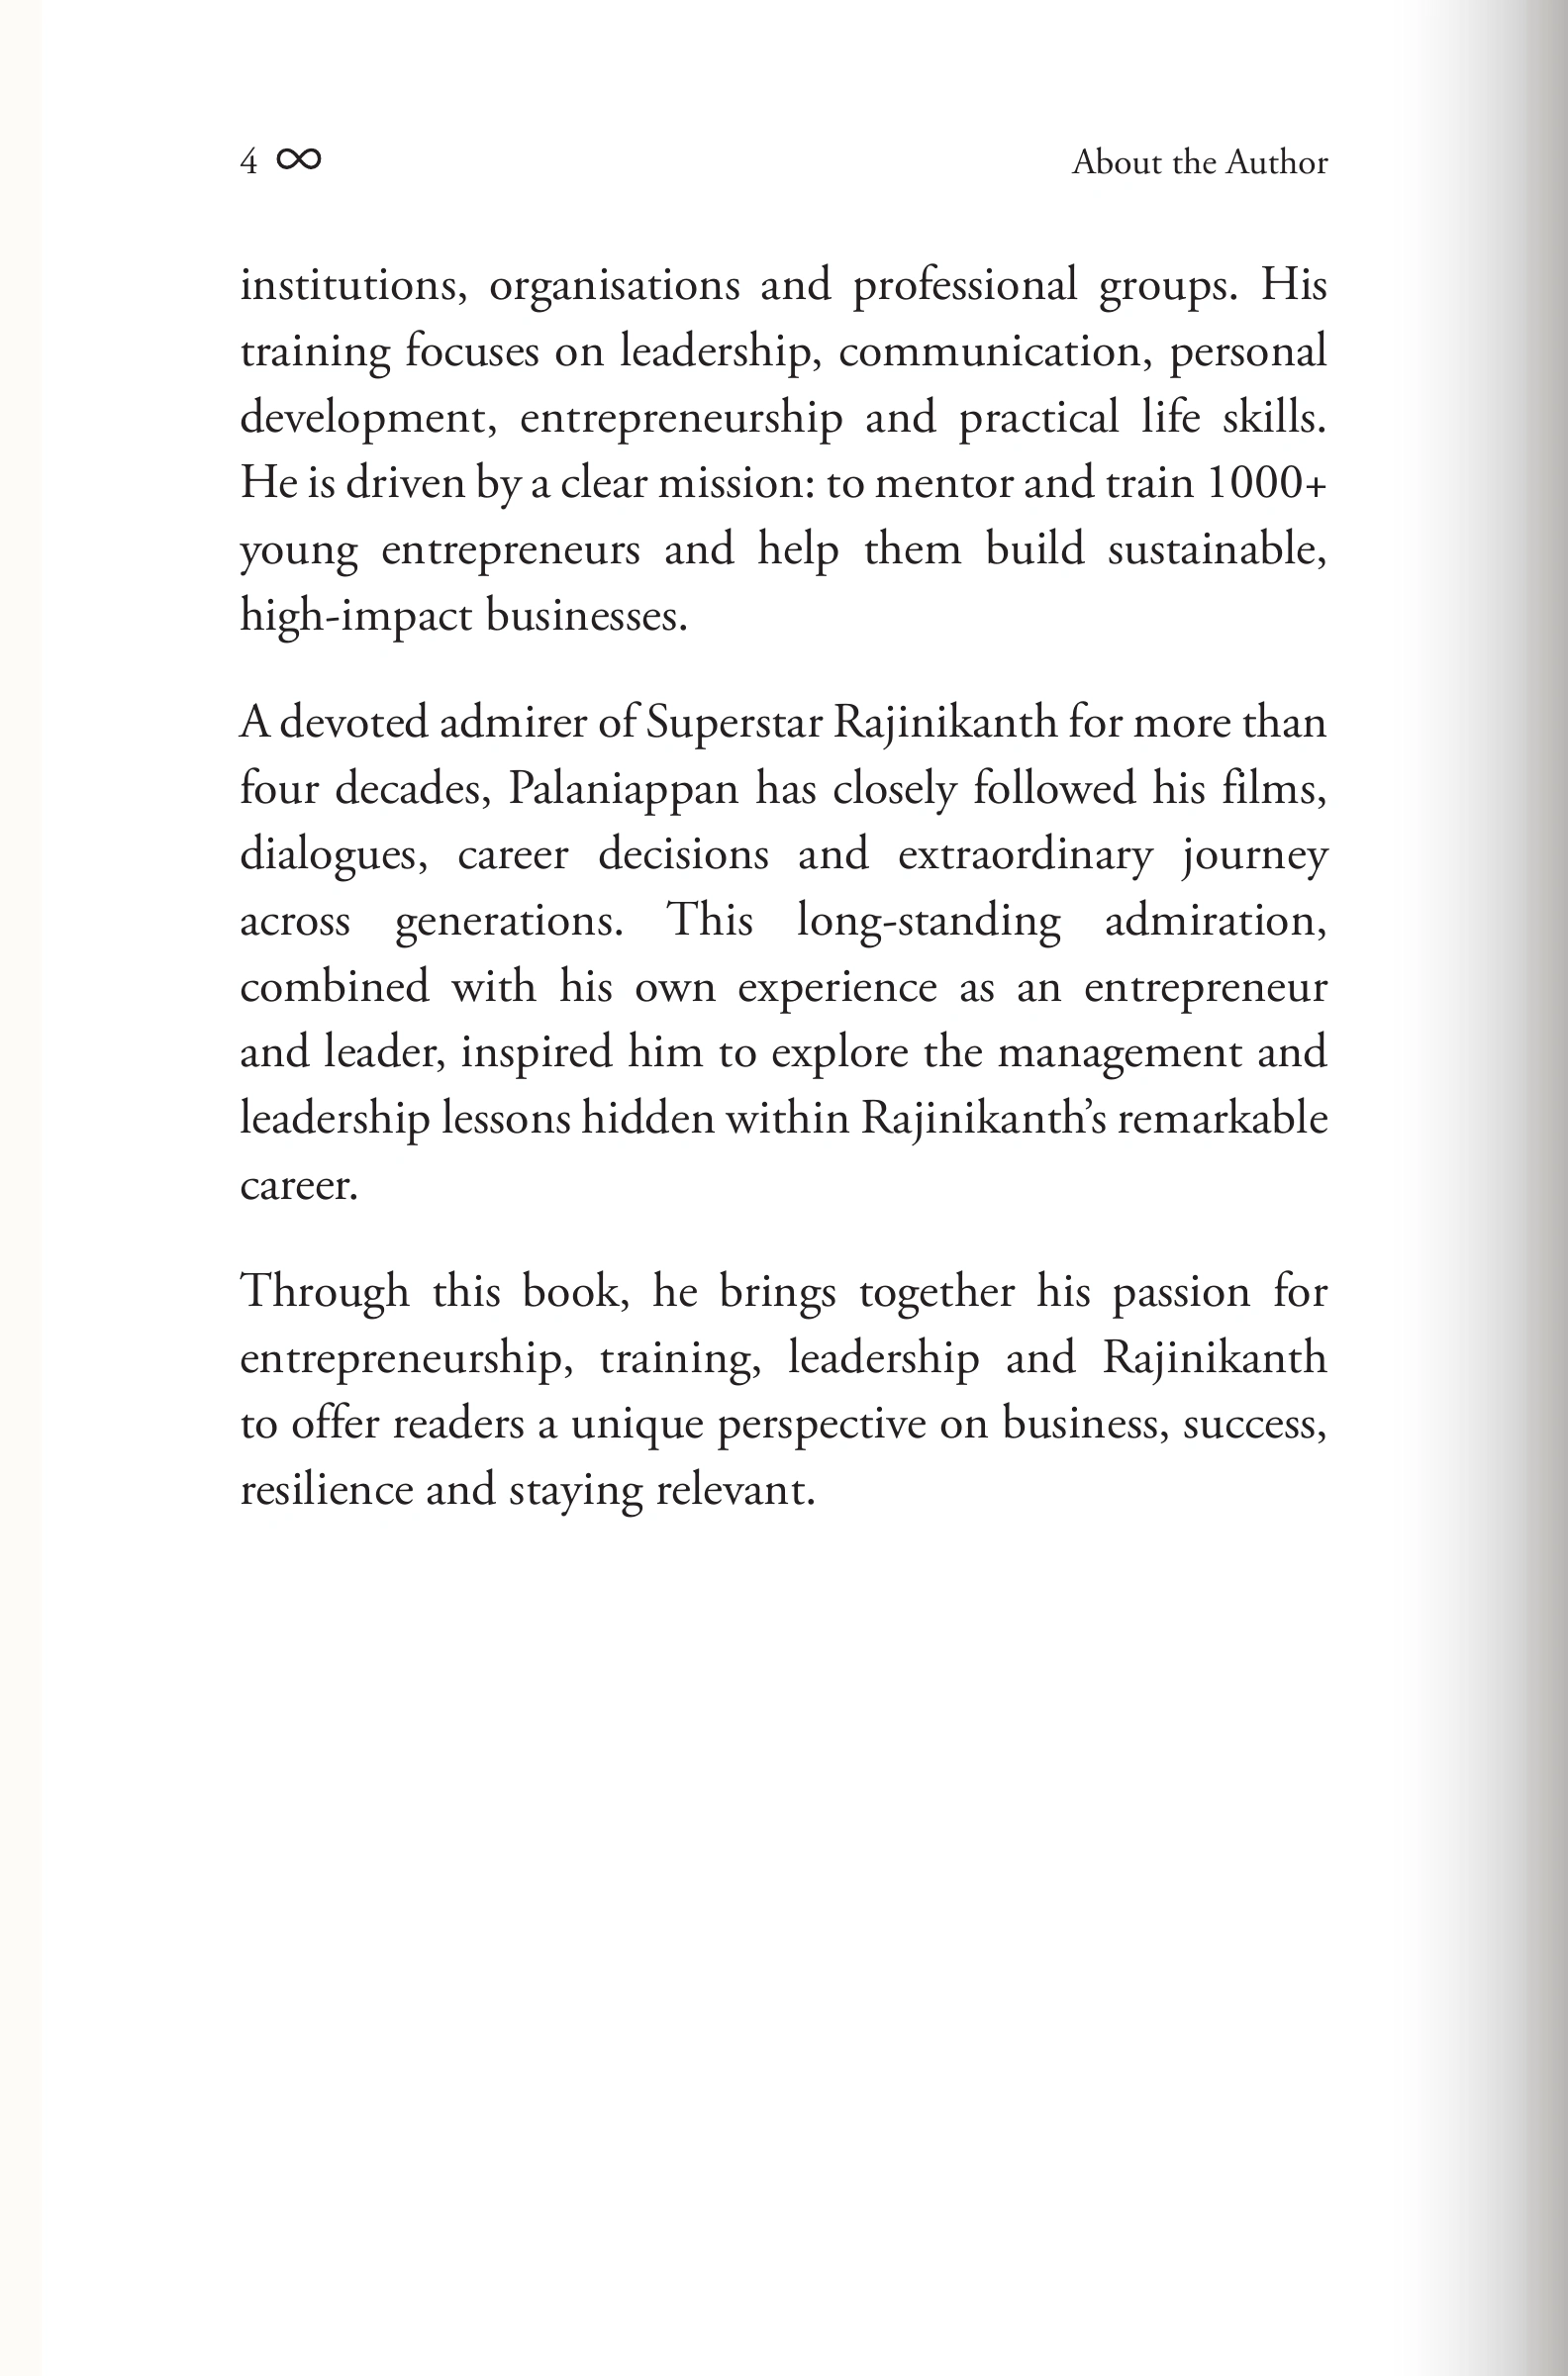 4 ∞ About the Author
institutions, organisations and professional groups. His
training focuses on leadership, communication, personal
development, entrepreneurship and practical life skills.
He is driven by a clear mission: to mentor and train 1000+
young entrepreneurs and help them build sustainable,
high-impact businesses.
A devoted admirer of Superstar Rajinikanth for more than
four decades, Palaniappan has closely followed his films,
dialogues, career decisions and extraordinary journey
across generations. This long-standing admiration,
combined with his own experience as an entrepreneur
and leader, inspired him to explore the management and
leadership lessons hidden within Rajinikanth’s remarkable
career.
Through this book, he brings together his passion for
entrepreneurship, training, leadership and Rajinikanth
to offer readers a unique perspective on business, success,
resilience and staying relevant.